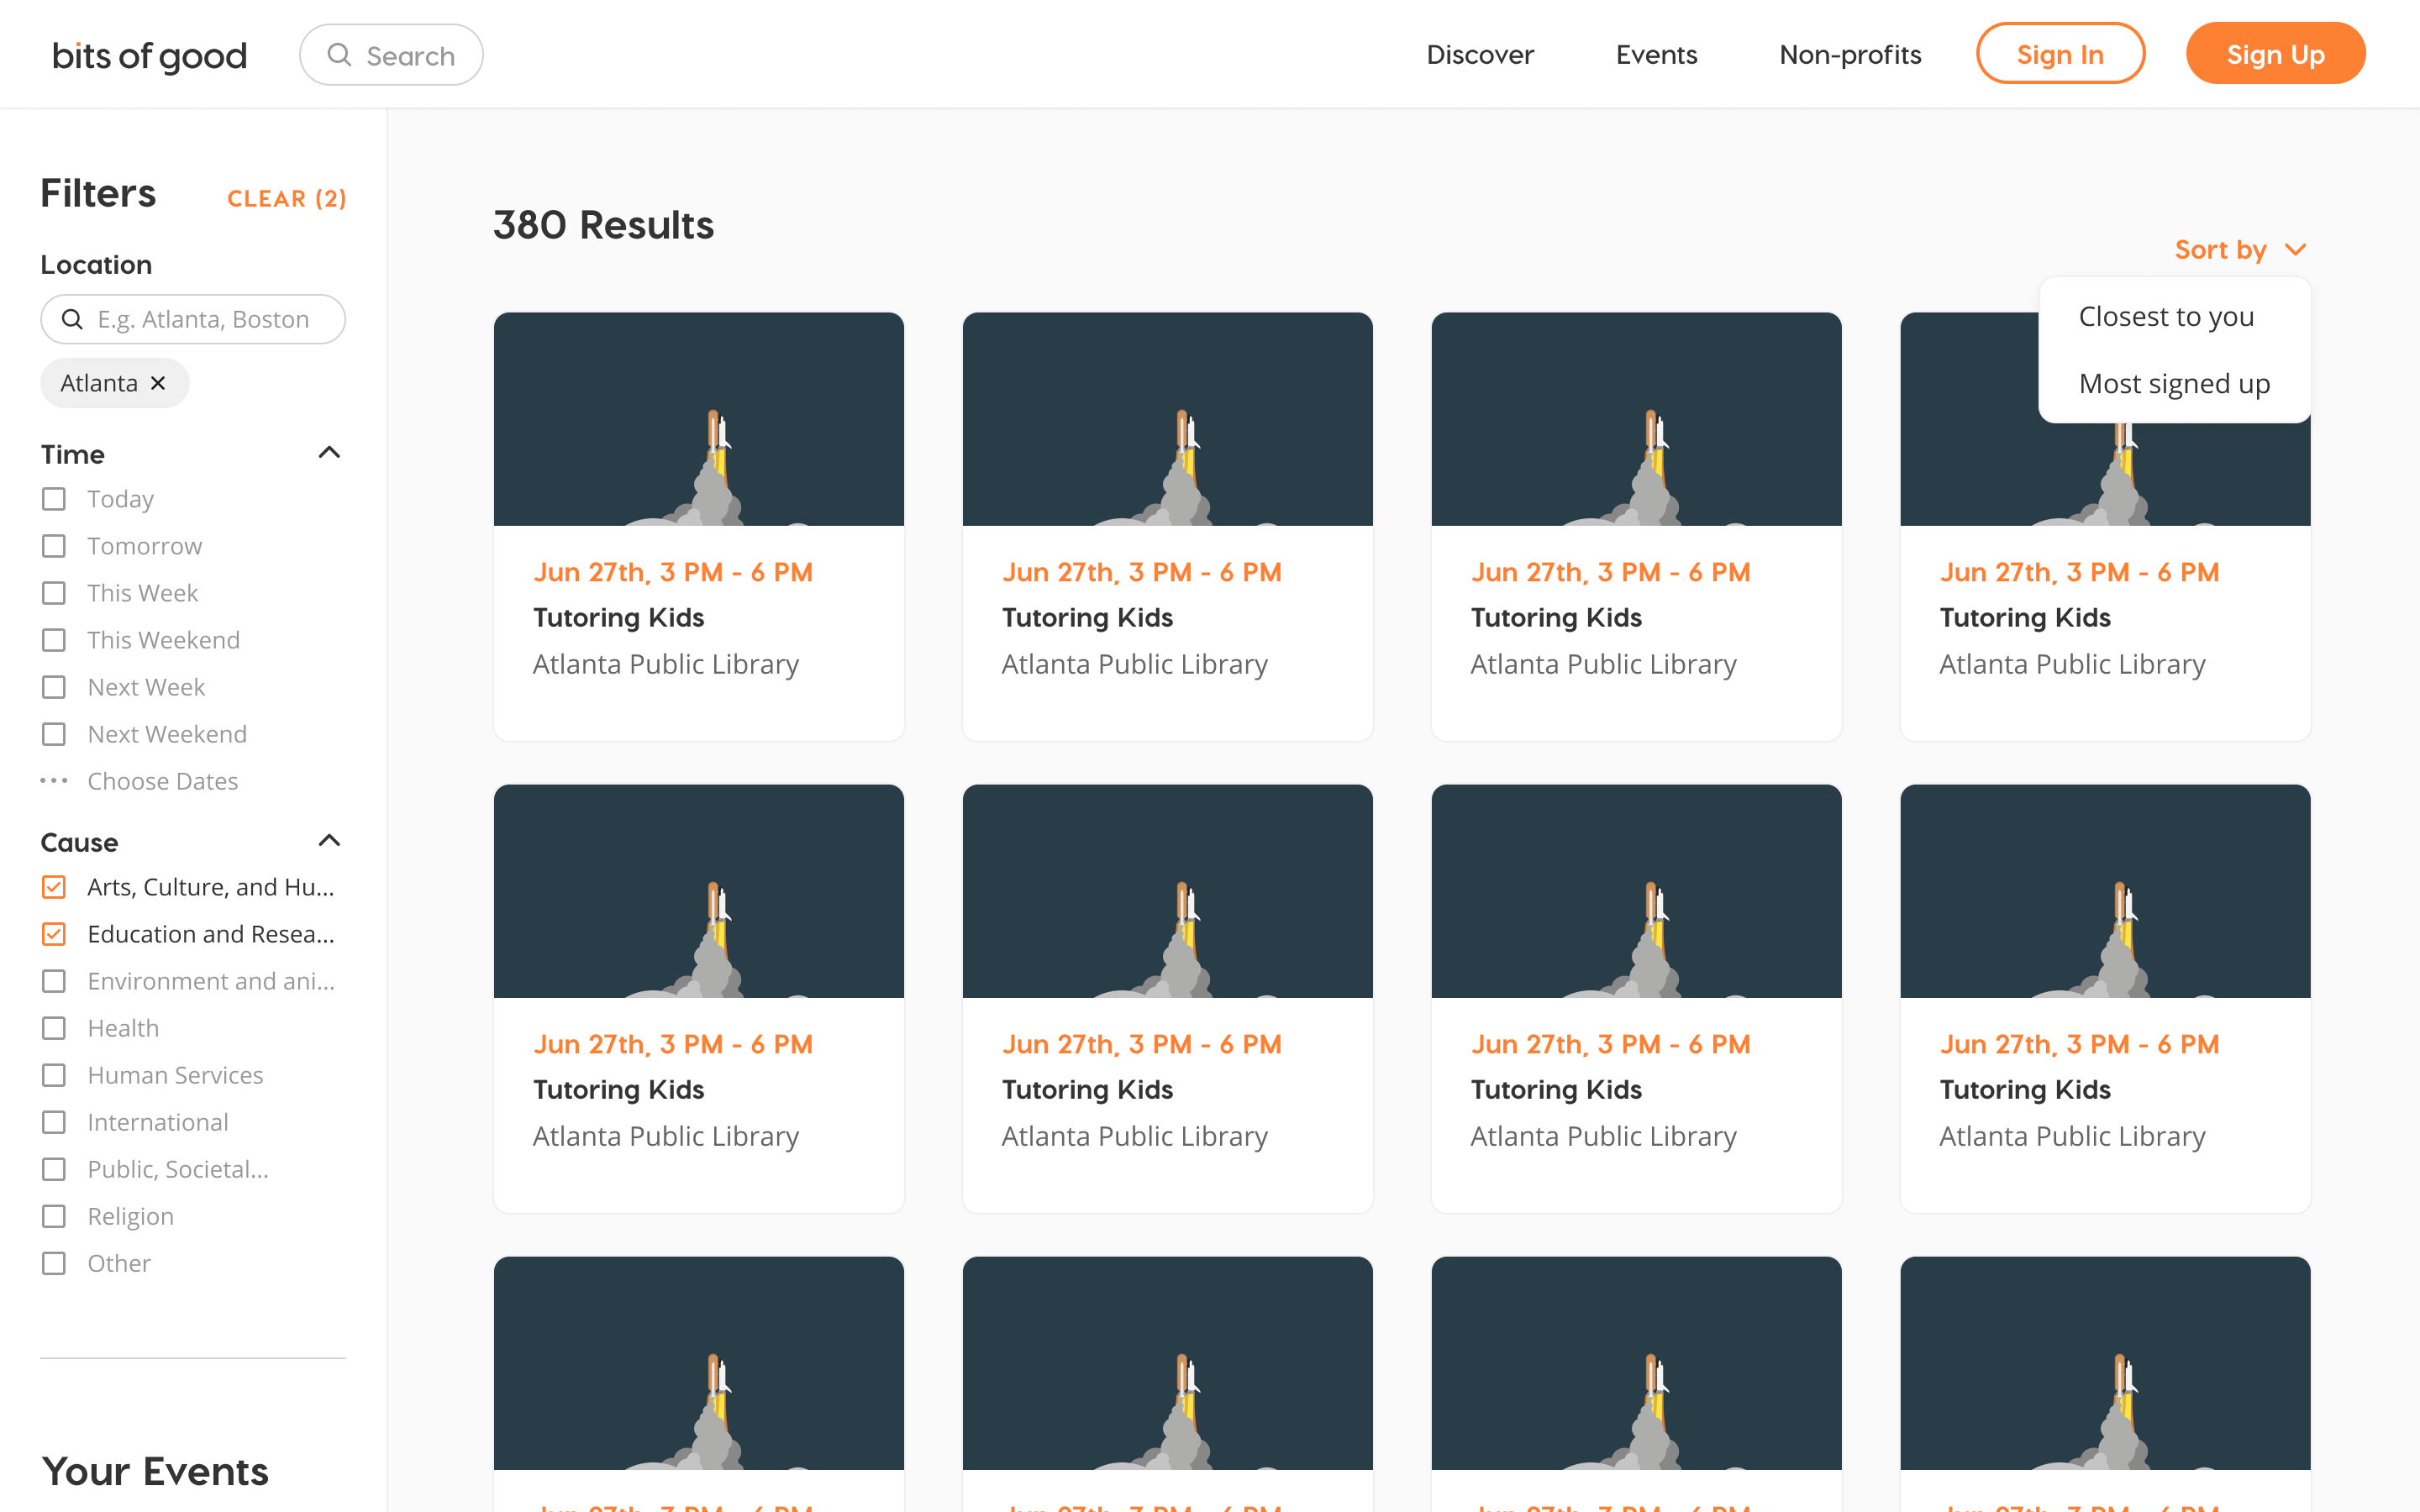 bits of good
Search
Discover
Events
Non-profits
Sign In
Sign Up
Filters
CLEAR (2)
Location
E.g. Atlanta, Boston
Atlanta
Time
Today
Tomorrow
This Week
This Weekend
Next Week
Next Weekend
Choose Dates
Cause
Arts, Culture, and Hu...
Education and Resea...
Environment and ani...
Health
Human Services
International
Public, Societal...
Religion
Other
Your Events
380 Results
Sort by
Closest to you
Most signed up
Jun 27th, 3 PM - 6 PM
Tutoring Kids
Atlanta Public Library
Jun 27th, 3 PM - 6 PM
Tutoring Kids
Atlanta Public Library
Jun 27th, 3 PM - 6 PM
Tutoring Kids
Atlanta Public Library
Jun 27th, 3 PM - 6 PM
Tutoring Kids
Atlanta Public Library
Jun 27th, 3 PM - 6 PM
Tutoring Kids
Atlanta Public Library
Jun 27th, 3 PM - 6 PM
Tutoring Kids
Atlanta Public Library
Jun 27th, 3 PM - 6 PM
Tutoring Kids
Atlanta Public Library
Jun 27th, 3 PM - 6 PM
Tutoring Kids
Atlanta Public Library